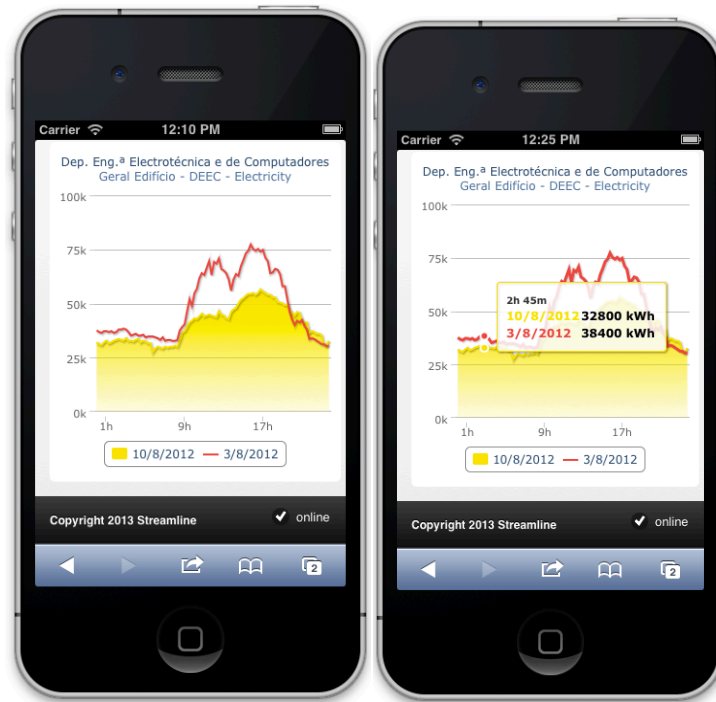 Carrier 12:10 PM
Dep. Eng.ª Electrotécnica e de Computadores
Geral Edifício - DEEC - Electricity
100k
75k
50k
25k
0k
1h 9h 17h
10/8/2012 3/8/2012
Copyright 2013 Streamline online
2
Carrier 12:25 PM
Dep. Eng.ª Electrotécnica e de Computadores
Geral Edifício - DEEC - Electricity
100k
75k
50k
2h 45m
10/8/2012 32800 kWh
3/8/2012 38400 kWh
25k
0k
1h 9h 17h
10/8/2012 3/8/2012
Copyright 2013 Streamline online
2